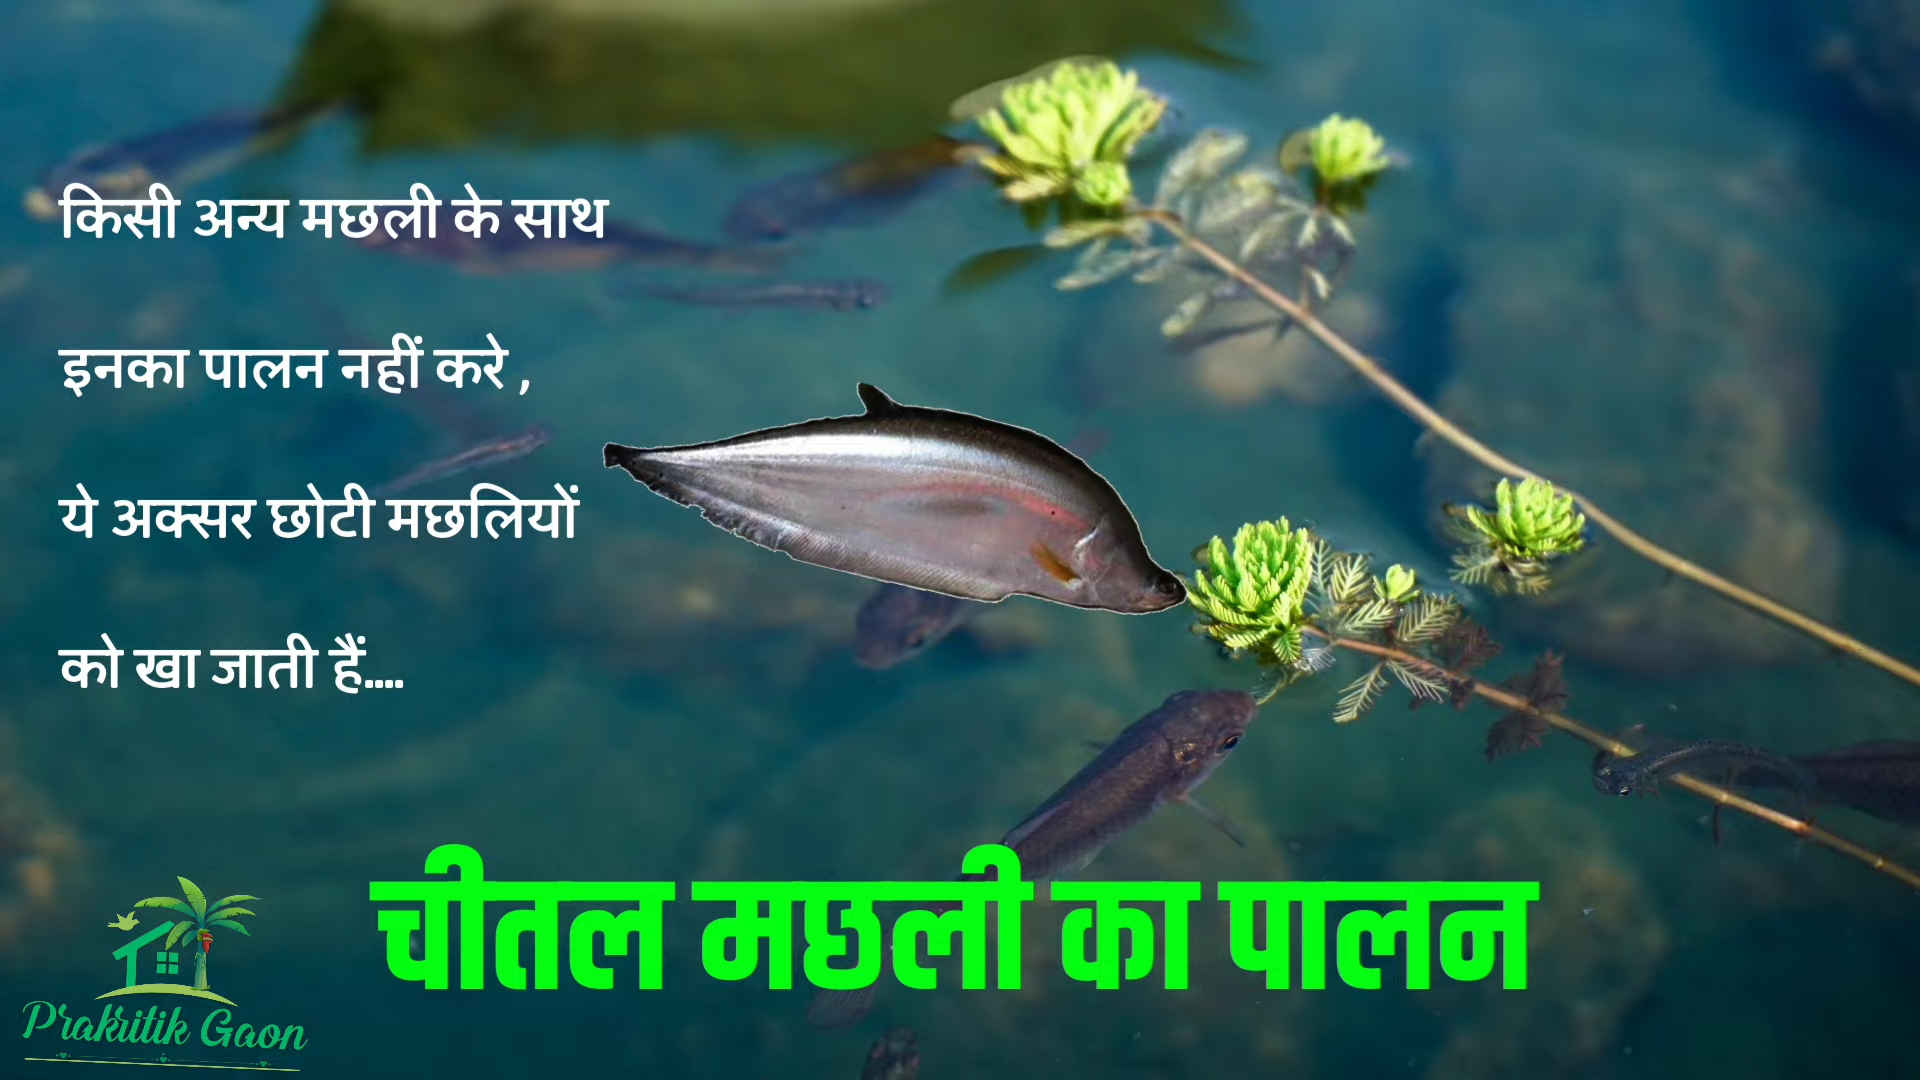 किसी अन्य मछली के साथ
इनका पालन नहीं करे ,
ये अक्सर छोटी मछलियों
को खा जाती हैं....
चीतल मछली का पालन
Prakritik Gaon